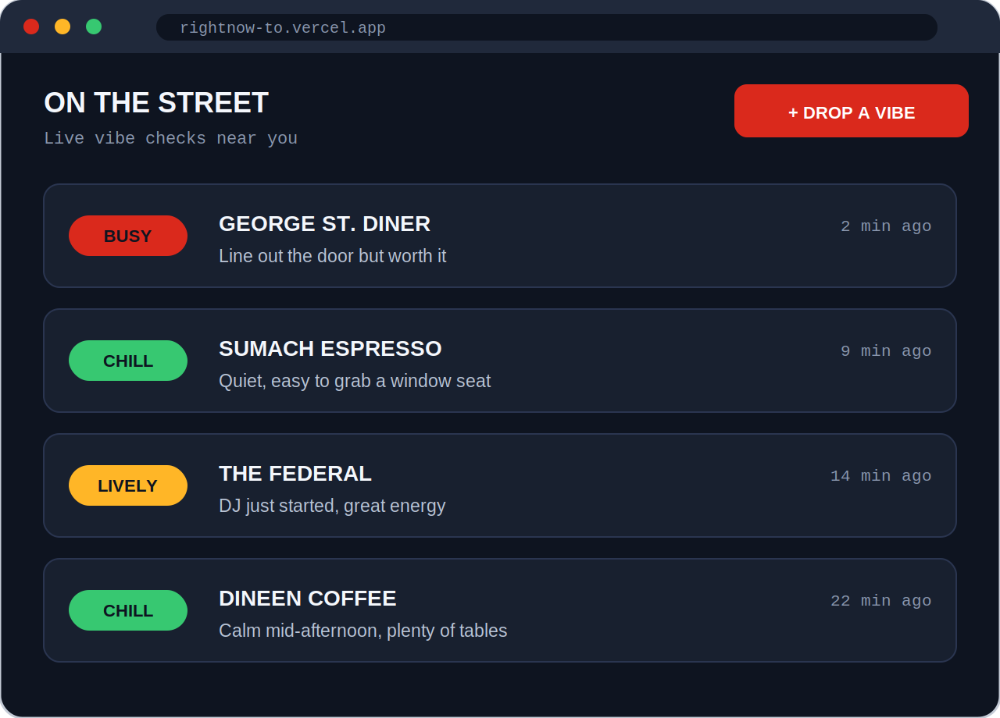 rightnow-to.vercel.app
ON THE STREET
+ DROP A VIBE
Live vibe checks near you
BUSY
GEORGE ST. DINER
2 min ago
Line out the door but worth it
CHILL
SUMACH ESPRESSO
9 min ago
Quiet, easy to grab a window seat
LIVELY
THE FEDERAL
14 min ago
DJ just started, great energy
CHILL
DINEEN COFFEE
22 min ago
Calm mid-afternoon, plenty of tables